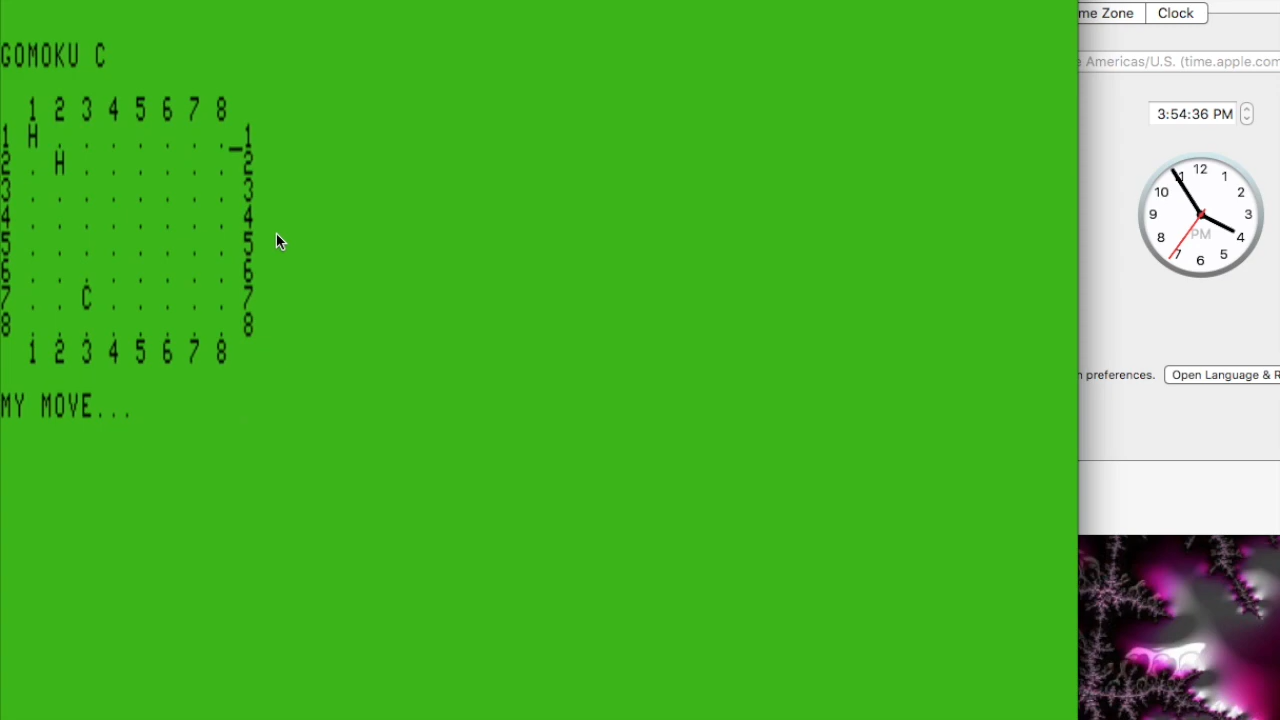 GOMOKU C
1 2 3 4 5 6 7 8
1 H . . . . . . . _1
2 . H . . . . . . 2
3 . . . . . . . . 3
4 . . . . . . . . 4
5 . . . . . . . . 5
6 . . . . . . . . 6
7 . . C . . . . . 7
8 . . . . . . . . 8
1 2 3 4 5 6 7 8
MY MOVE...
me Zone Clock
Americas/U.S. (time.apple.com
3:54:36 PM
12
11 1
10 2
9 3
PM
8 4
7 5
6
preferences. Open Language & R